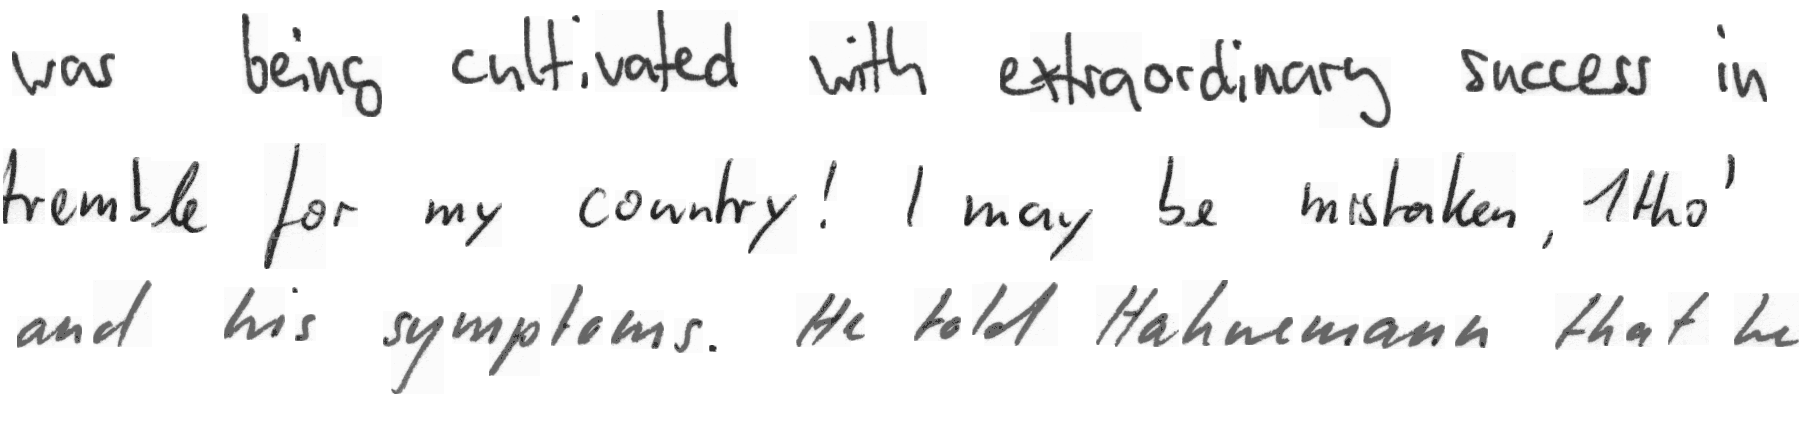 was being cultivated with extraordinary success in
tremble for my country! I may be mistaken, 1tho'
and his symptoms. He told Hahnemann that he